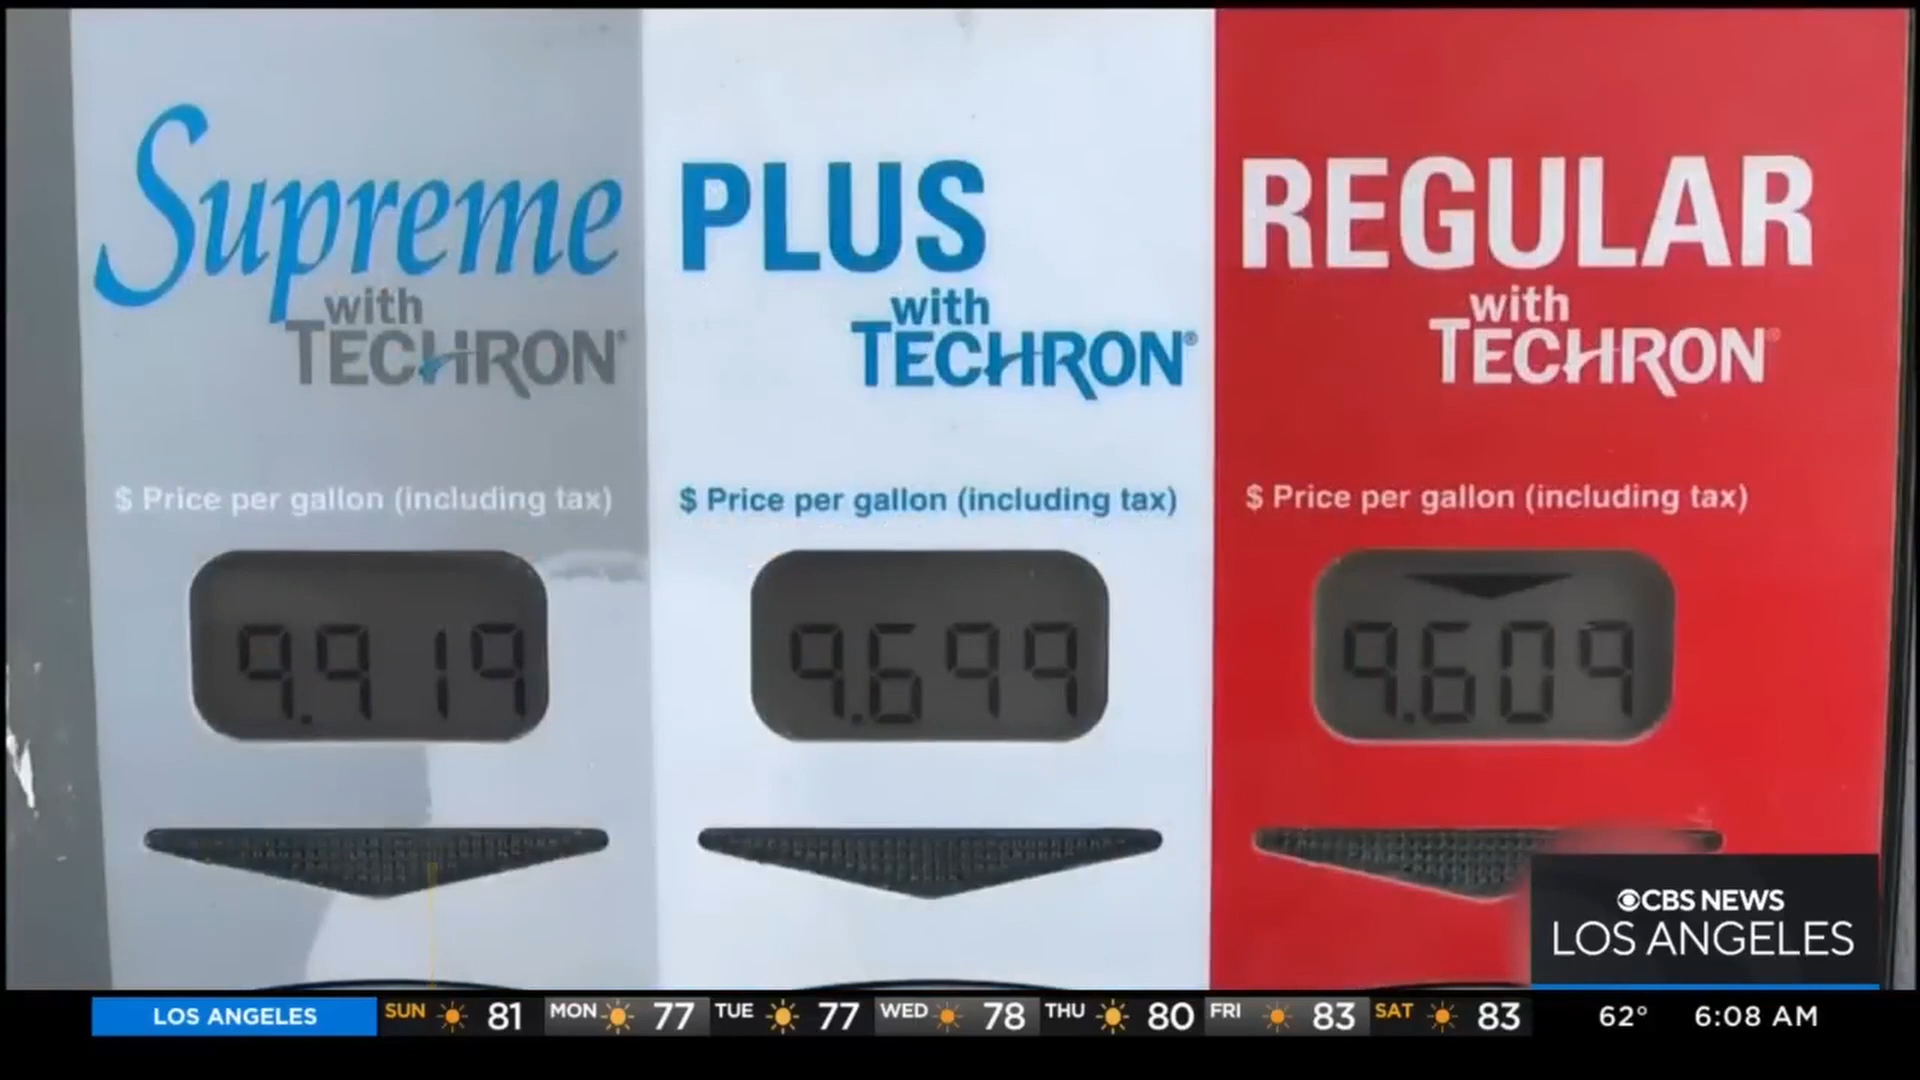 Supreme
with
TECHRON
$ Price per gallon (including tax)
9.919
PLUS
with
TECHRON®
$ Price per gallon (including tax)
9.699
REGULAR
with
TECHRON®
$ Price per gallon (including tax)
9.609
CBS NEWS
LOS ANGELES
LOS ANGELES SUN 81 MON 77 TUE 77 WED 78 THU 80 FRI 83 SAT 83 62° 6:08 AM